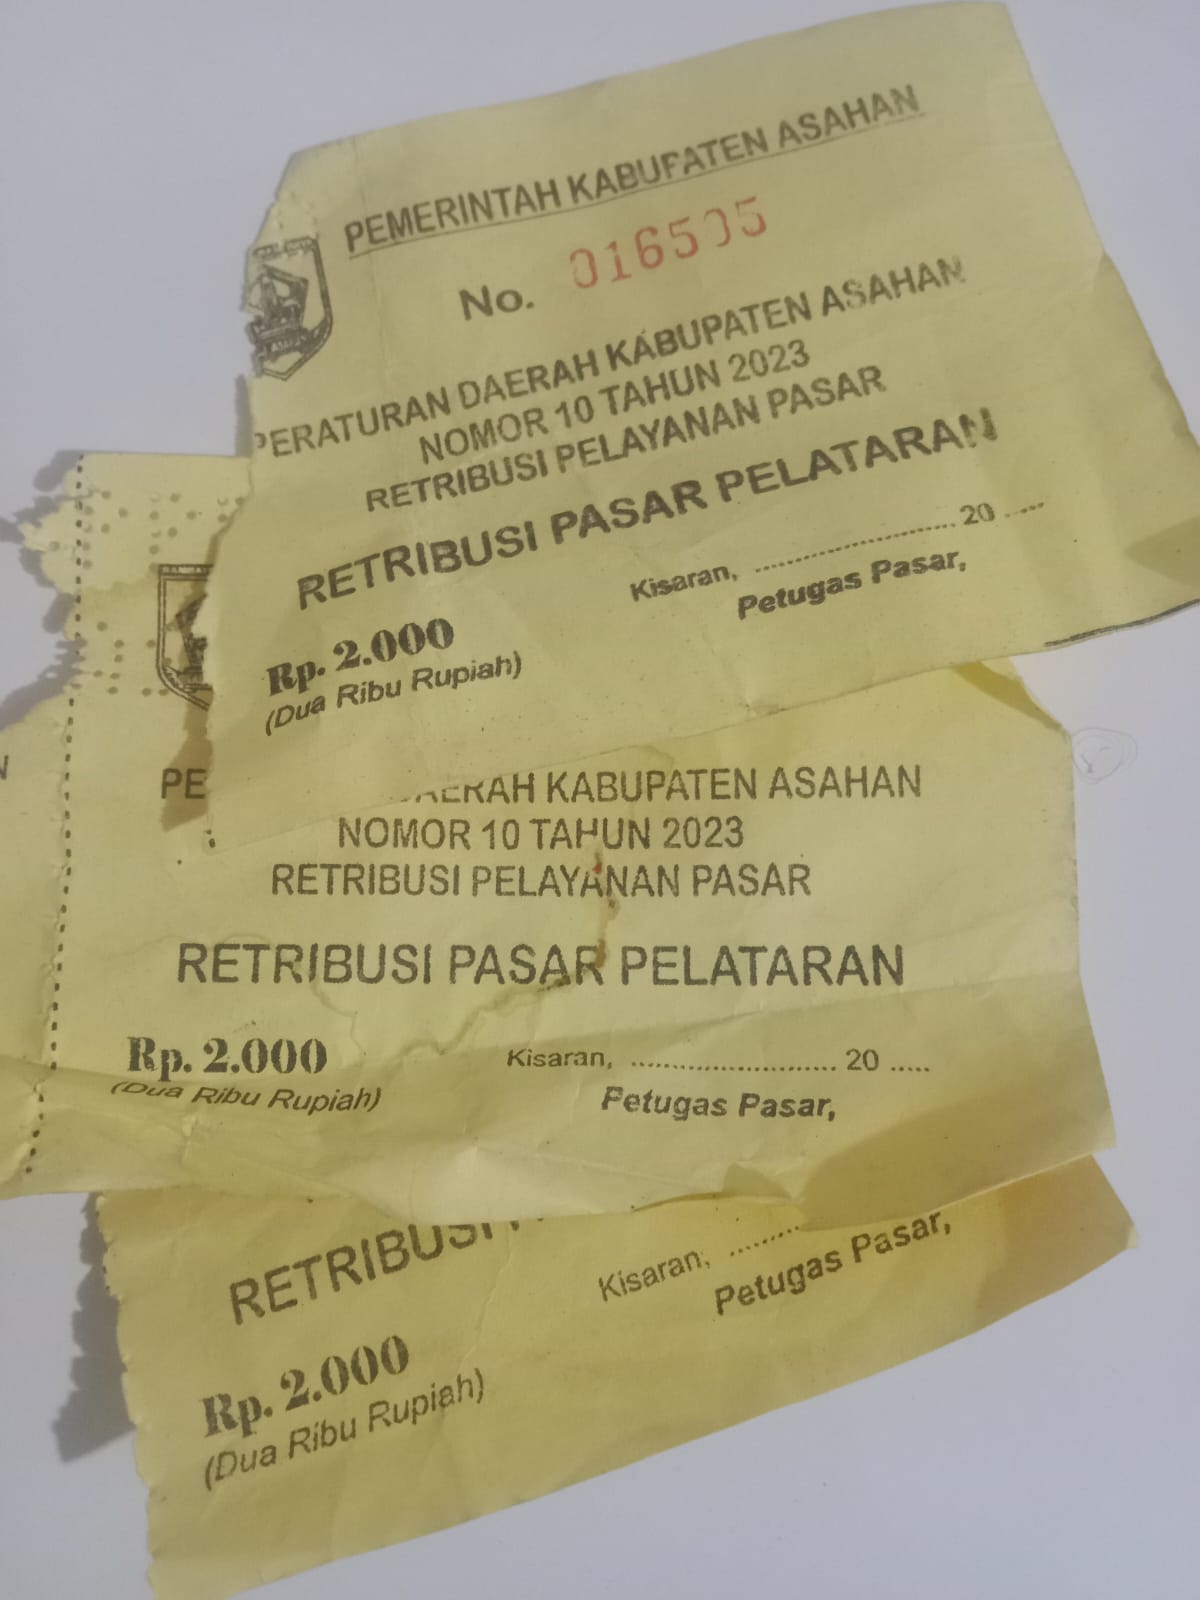 PEMERINTAH KABUPATEN ASAHAN
No. 016505
PERATURAN DAERAH KABUPATEN ASAHAN
NOMOR 10 TAHUN 2023
RETRIBUSI PELAYANAN PASAR
RETRIBUSI PASAR PELATARAN
Kisaran, .............................. 20 .....
Rp. 2.000
Petugas Pasar,
(Dua Ribu Rupiah)
PE DAERAH KABUPATEN ASAHAN
NOMOR 10 TAHUN 2023
RETRIBUSI PELAYANAN PASAR
RETRIBUSI PASAR PELATARAN
Rp. 2.000
Kisaran, .............................. 20 .....
(Dua Ribu Rupiah)
Petugas Pasar,
RETRIBUSI
Kisaran, ..........
Petugas Pasar,
Rp. 2.000
(Dua Ribu Rupiah)